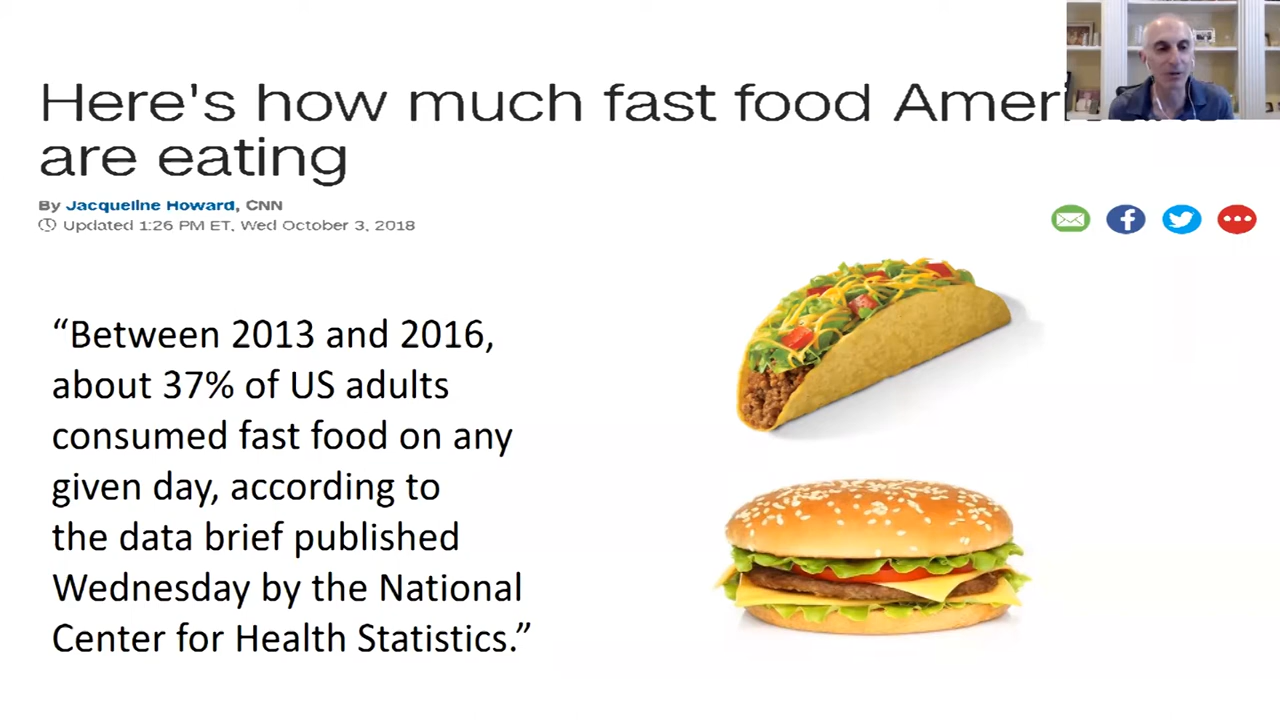 Here's how much fast food
are eating
By Jacqueline Howard, CNN
Updated 1:26 PM ET, Wed October 3, 2018
“Between 2013 and 2016,
about 37% of US adults
consumed fast food on any
given day, according to
the data brief published
Wednesday by the National
Center for Health Statistics.”